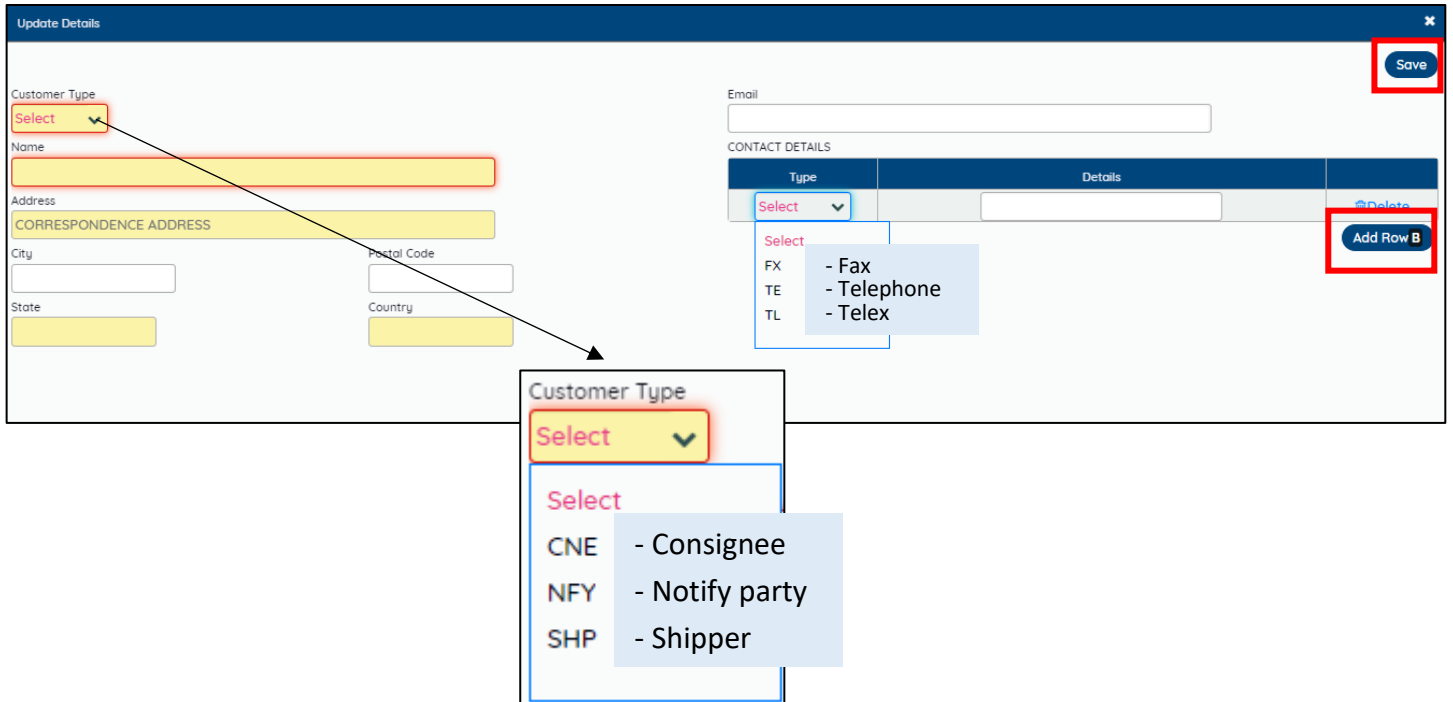 Update Details
Save
Customer Type
Select
Name
Address
CORRESPONDENCE ADDRESS
City
Postal Code
State
Country
Email
CONTACT DETAILS
Type
Details
Select
Delete
Add Row B
Select
FX - Fax
TE - Telephone
TL - Telex
Customer Type
Select
Select
CNE - Consignee
NFY - Notify party
SHP - Shipper